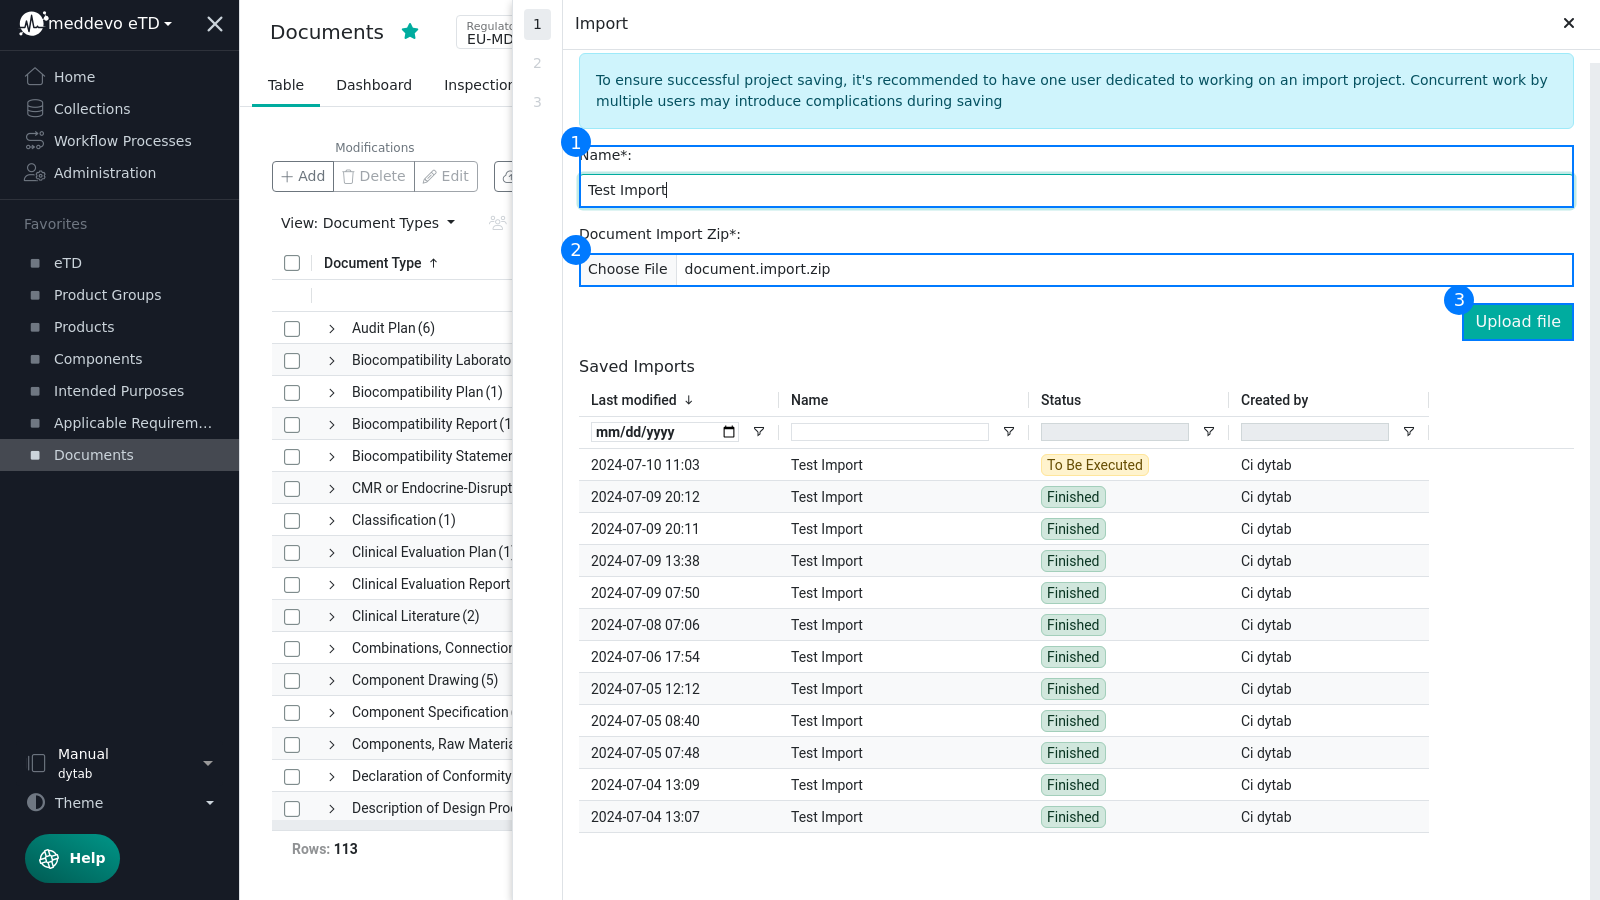 meddevo eTD
Home
Collections
Workflow Processes
Administration
Favorites
eTD
Product Groups
Products
Components
Intended Purposes
Applicable Requirem...
Documents
Manual
dytab
Theme
Help
Documents
Regulato
EU-MD
Table
Dashboard
Inspection
Modifications
Add
Delete
Edit
View: Document Types
Document Type
Audit Plan (6)
Biocompatibility Laborato
Biocompatibility Plan (1)
Biocompatibility Report (1
Biocompatibility Statemen
CMR or Endocrine-Disrupt
Classification (1)
Clinical Evaluation Plan (1)
Clinical Evaluation Report
Clinical Literature (2)
Combinations, Connection
Component Drawing (5)
Component Specification
Components, Raw Materia
Declaration of Conformity
Description of Design Proc
Rows: 113
1
2
3
Import
To ensure successful project saving, it's recommended to have one user dedicated to working on an import project. Concurrent work by
multiple users may introduce complications during saving
1
Name*:
Test Import
2
Document Import Zip*:
Choose File document.import.zip
3
Upload file
Saved Imports
Last modified Name Status Created by
mm/dd/yyyy
2024-07-10 11:03 Test Import To Be Executed Ci dytab
2024-07-09 20:12 Test Import Finished Ci dytab
2024-07-09 20:11 Test Import Finished Ci dytab
2024-07-09 13:38 Test Import Finished Ci dytab
2024-07-09 07:50 Test Import Finished Ci dytab
2024-07-08 07:06 Test Import Finished Ci dytab
2024-07-06 17:54 Test Import Finished Ci dytab
2024-07-05 12:12 Test Import Finished Ci dytab
2024-07-05 08:40 Test Import Finished Ci dytab
2024-07-05 07:48 Test Import Finished Ci dytab
2024-07-04 13:09 Test Import Finished Ci dytab
2024-07-04 13:07 Test Import Finished Ci dytab